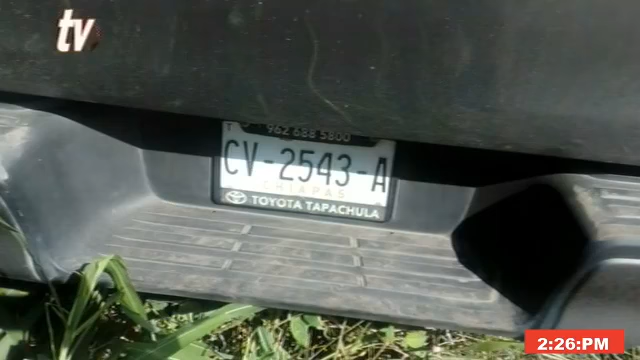 tv
962 688 5800
CV-2543-A
CHIAPAS
TOYOTA TAPACHULA
2:26:PM